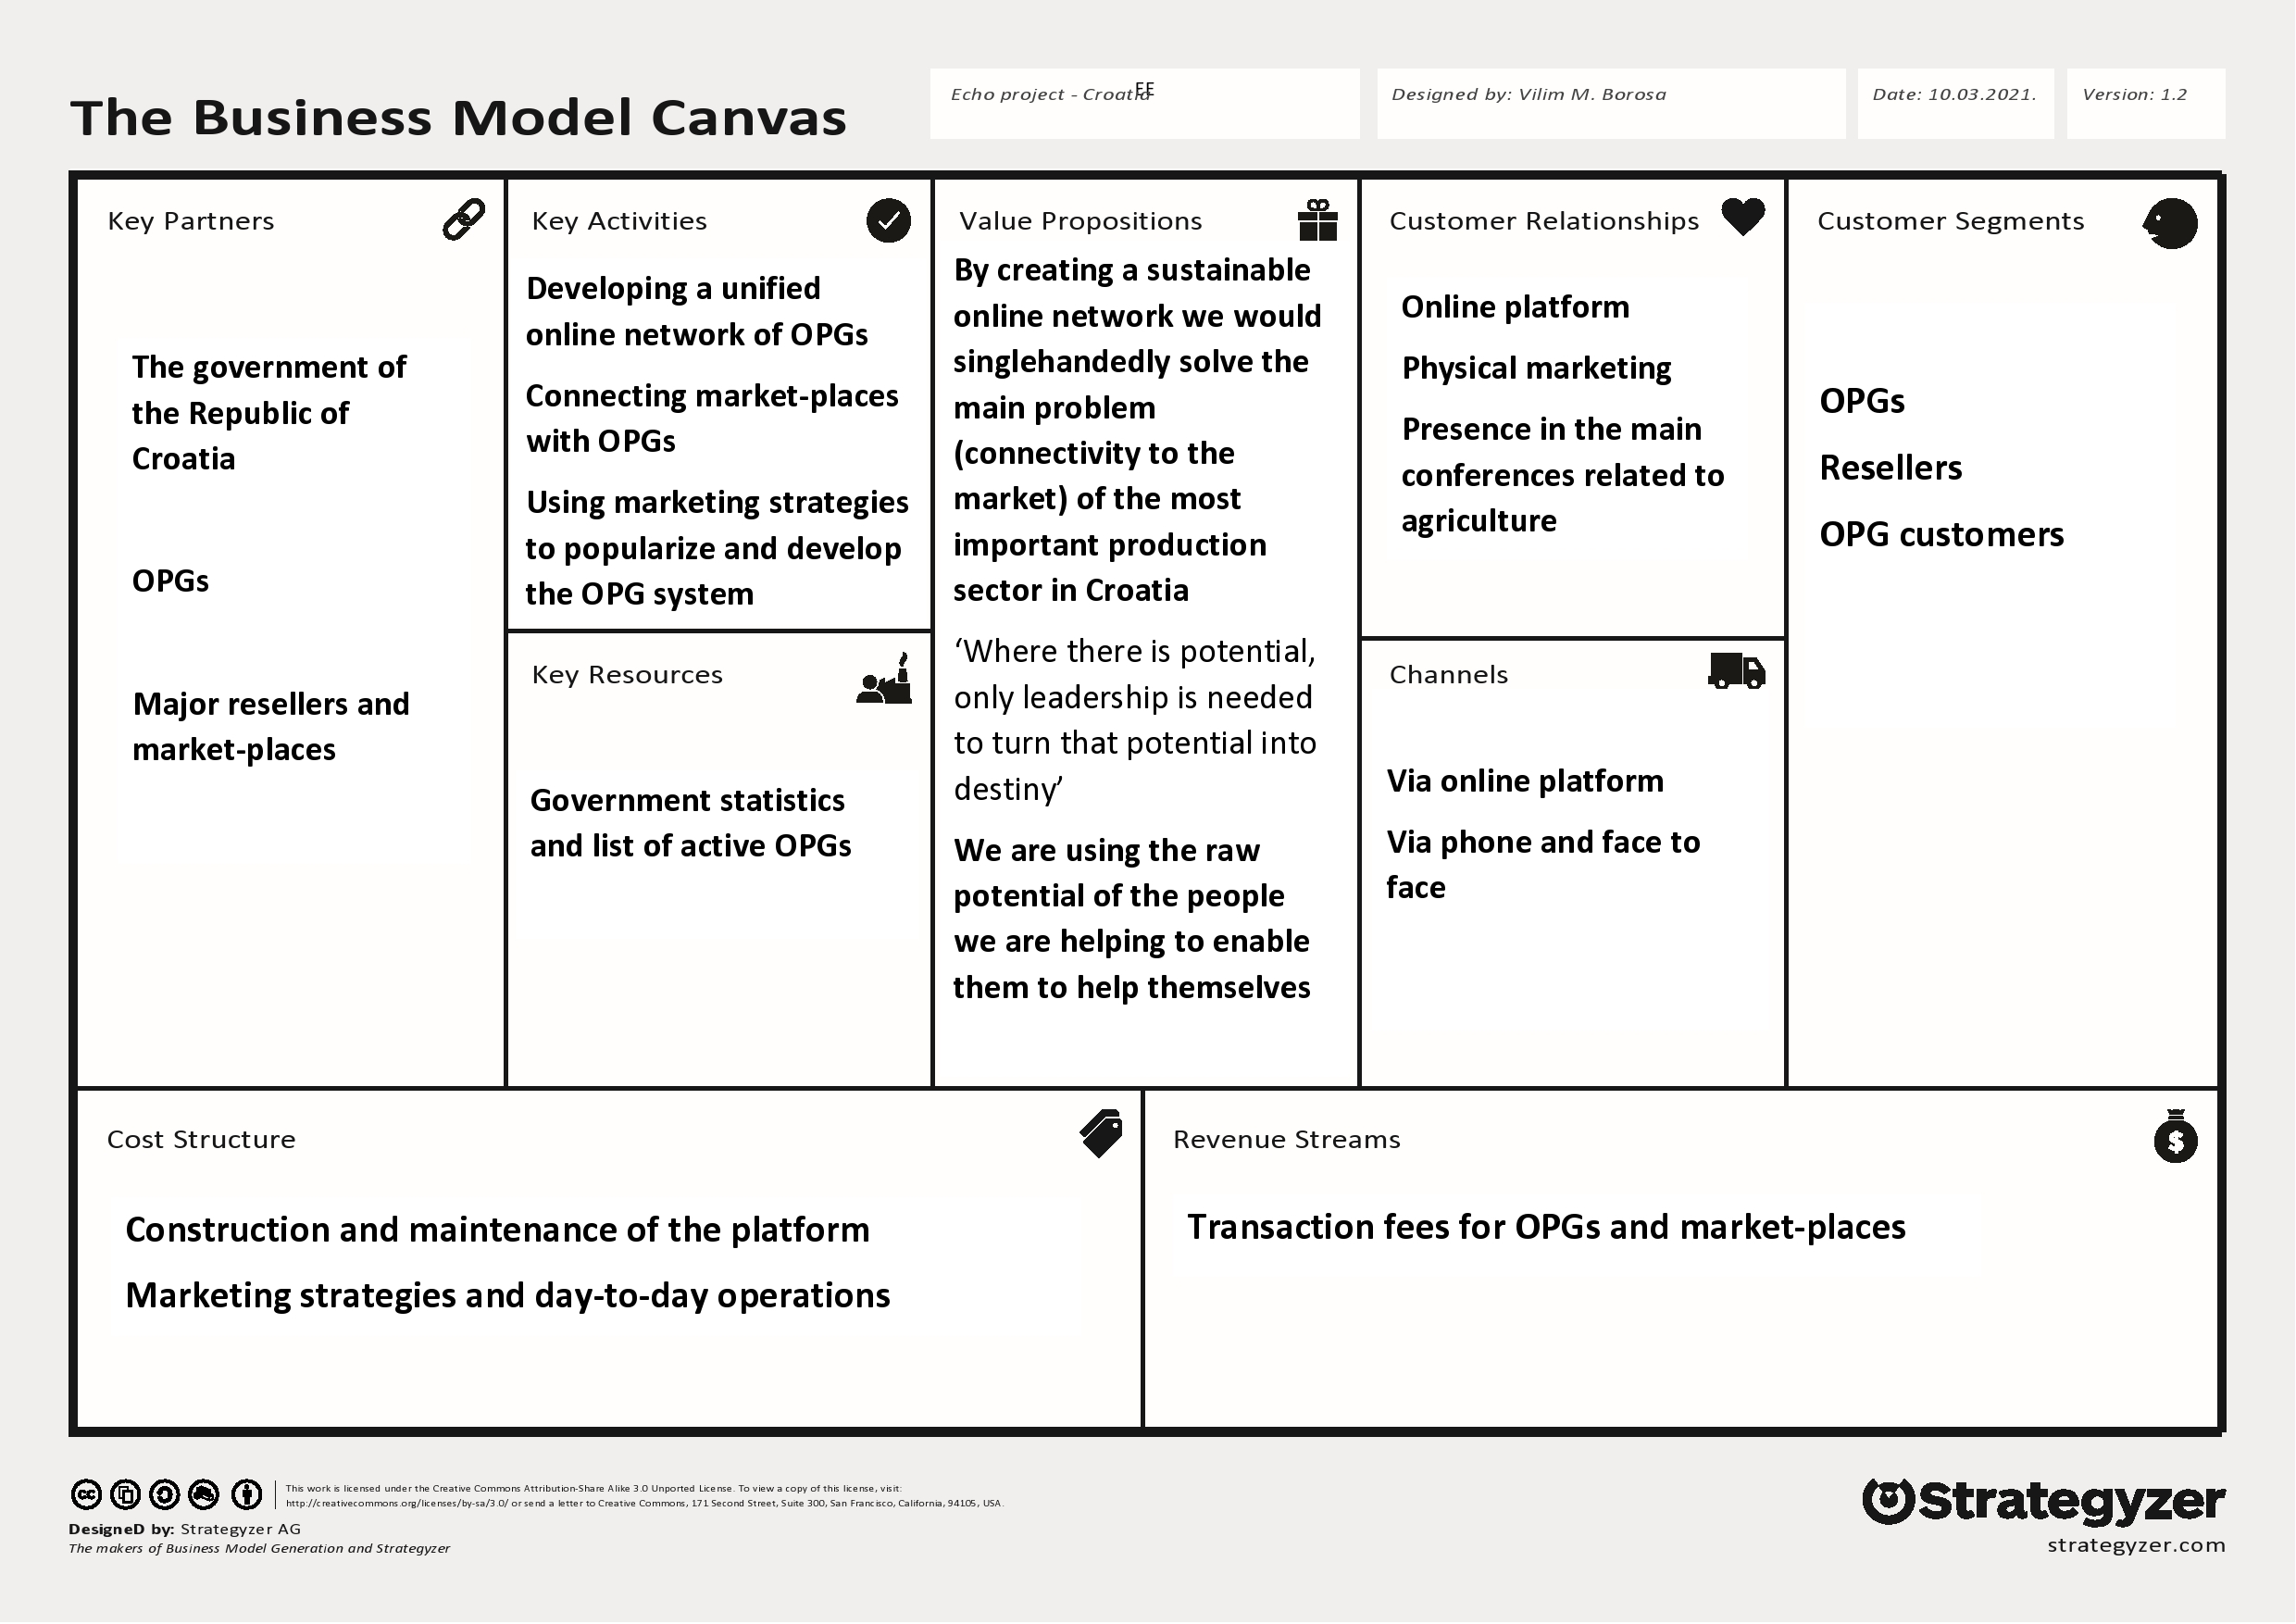 The Business Model Canvas
Echo project - Croatia
EE
Designed by: Vilim M. Borosa
Date: 10.03.2021.
Version: 1.2
Key Partners
The government of
the Republic of
Croatia
OPGs
Major resellers and
market-places
Key Activities
Developing a unified
online network of OPGs
Connecting market-places
with OPGs
Using marketing strategies
to popularize and develop
the OPG system
Key Resources
Government statistics
and list of active OPGs
Value Propositions
By creating a sustainable
online network we would
singlehandedly solve the
main problem
(connectivity to the
market) of the most
important production
sector in Croatia
‘Where there is potential,
only leadership is needed
to turn that potential into
destiny’
We are using the raw
potential of the people
we are helping to enable
them to help themselves
Customer Relationships
Online platform
Physical marketing
Presence in the main
conferences related to
agriculture
Channels
Via online platform
Via phone and face to
face
Customer Segments
OPGs
Resellers
OPG customers
Cost Structure
Construction and maintenance of the platform
Marketing strategies and day-to-day operations
Revenue Streams
$
Transaction fees for OPGs and market-places
cc
This work is licensed under the Creative Commons Attribution-Share Alike 3.0 Unported License. To view a copy of this license, visit:
http://creativecommons.org/licenses/by-sa/3.0/ or send a letter to Creative Commons, 171 Second Street, Suite 300, San Francisco, California, 94105, USA.
DesigneD by: Strategyzer AG
The makers of Business Model Generation and Strategyzer
Strategyzer
strategyzer.com